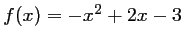 f(x) = −x² + 2x − 3